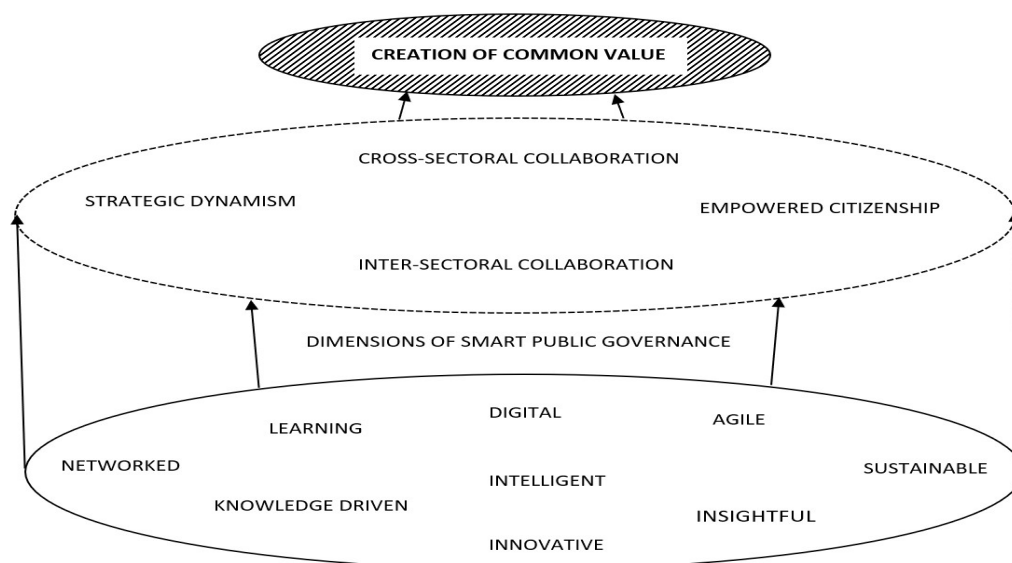 CREATION OF COMMON VALUE
CROSS-SECTORAL COLLABORATION
STRATEGIC DYNAMISM
EMPOWERED CITIZENSHIP
INTER-SECTORAL COLLABORATION
DIMENSIONS OF SMART PUBLIC GOVERNANCE
DIGITAL
AGILE
LEARNING
NETWORKED
SUSTAINABLE
INTELLIGENT
KNOWLEDGE DRIVEN
INSIGHTFUL
INNOVATIVE